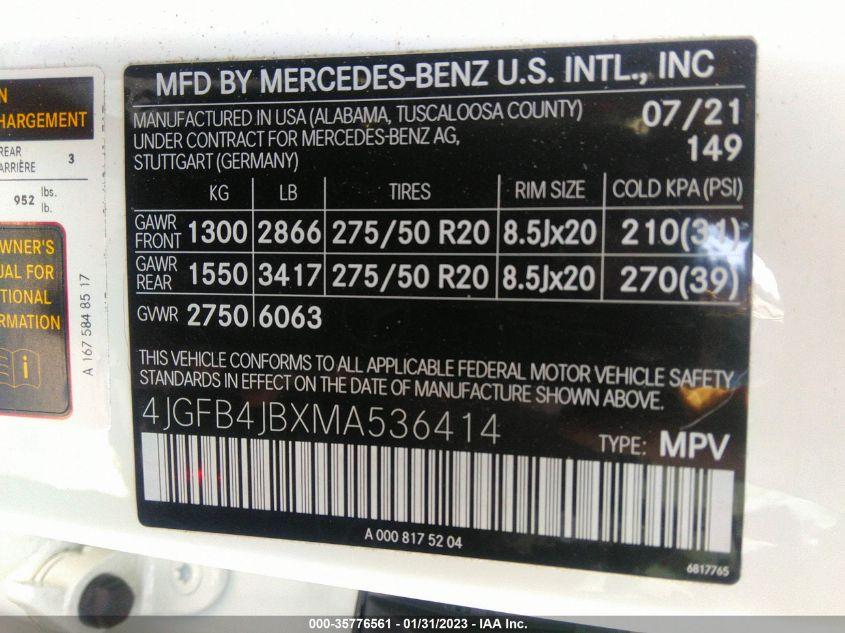 N
HARGEMENT
REAR
ARRIÈRE 3
952 lbs.
lb.
OWNER'S
UAL FOR
TIONAL
FORMATION
i
A 167 584 85 17
MFD BY MERCEDES-BENZ U.S. INTL., INC
MANUFACTURED IN USA (ALABAMA, TUSCALOOSA COUNTY) 07/21
UNDER CONTRACT FOR MERCEDES-BENZ AG, 149
STUTTGART (GERMANY)
KG LB TIRES RIM SIZE COLD KPA (PSI)
GAWR FRONT 1300 2866 275/50 R20 8.5Jx20 210(31)
GAWR REAR 1550 3417 275/50 R20 8.5Jx20 270(39)
GVWR 2750 6063
THIS VEHICLE CONFORMS TO ALL APPLICABLE FEDERAL MOTOR VEHICLE SAFETY
STANDARDS IN EFFECT ON THE DATE OF MANUFACTURE SHOWN ABOVE.
4JGFB4JBXMA536414
TYPE: MPV
A 000 817 52 04
6817765
000-35776561 - 01/31/2023 - IAA Inc.